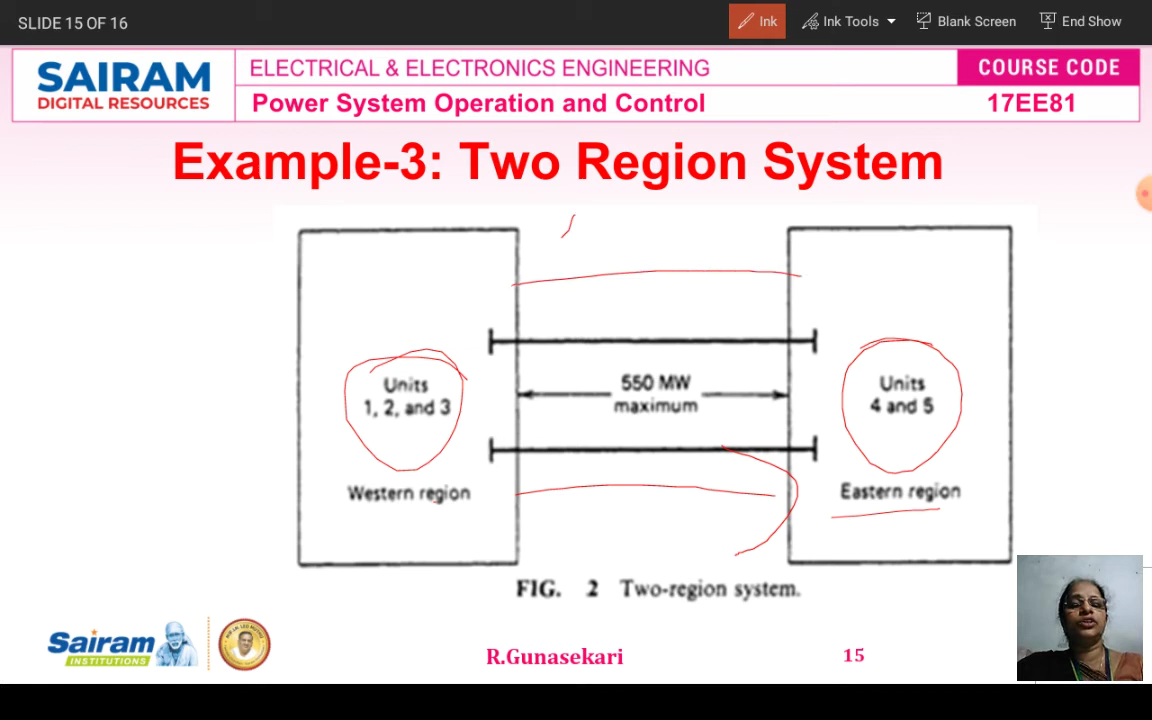 SLIDE 15 OF 16
Ink
Ink Tools
Blank Screen
End Show
SAIRAM
DIGITAL RESOURCES
ELECTRICAL & ELECTRONICS ENGINEERING
Power System Operation and Control
COURSE CODE
17EE81
Example-3: Two Region System
Units
1, 2, and 3
Western region
550 MW
maximum
Units
4 and 5
Eastern region
FIG. 2 Two-region system.
Sairam
INSTITUTIONS
R.Gunasekari
15